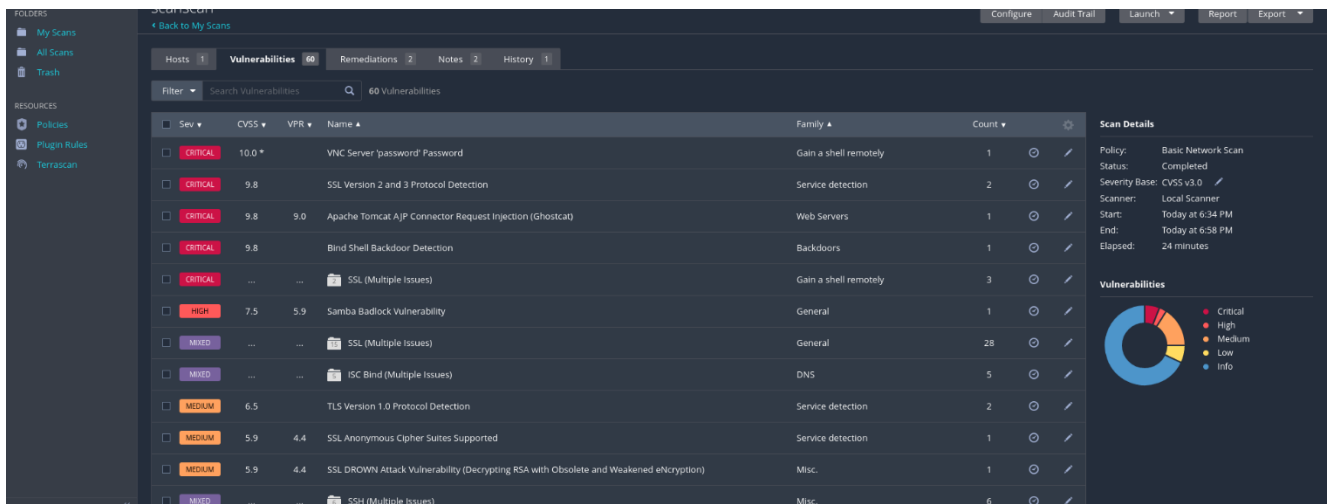 FOLDERS
My Scans
All Scans
Trash
RESOURCES
Policies
Plugin Rules
Terrascan
scanscan
Back to My Scans
Configure Audit Trail Launch Report Export
Hosts 1 Vulnerabilities 60 Remediations 2 Notes 2 History 1
Filter Search Vulnerabilities 60 Vulnerabilities
Sev CVSS VPR Name Family Count
CRITICAL 10.0 * VNC Server 'password' Password Gain a shell remotely 1
CRITICAL 9.8 SSL Version 2 and 3 Protocol Detection Service detection 2
CRITICAL 9.8 9.0 Apache Tomcat AJP Connector Request Injection (Ghostcat) Web Servers 1
CRITICAL 9.8 Bind Shell Backdoor Detection Backdoors 1
CRITICAL ... ... SSL (Multiple Issues) Gain a shell remotely 3
HIGH 7.5 5.9 Samba Badlock Vulnerability General 1
MIXED ... ... 15 SSL (Multiple Issues) General 28
MIXED ... ... ISC Bind (Multiple Issues) DNS 5
MEDIUM 6.5 TLS Version 1.0 Protocol Detection Service detection 2
MEDIUM 5.9 4.4 SSL Anonymous Cipher Suites Supported Service detection 1
MEDIUM 5.9 4.4 SSL DROWN Attack Vulnerability (Decrypting RSA with Obsolete and Weakened eNcryption) Misc. 1
MIXED ... ... SSH (Multiple Issues) Misc. 6
Scan Details
Policy: Basic Network Scan
Status: Completed
Severity Base: CVSS v3.0
Scanner: Local Scanner
Start: Today at 6:34 PM
End: Today at 6:58 PM
Elapsed: 24 minutes
Vulnerabilities
Critical
High
Medium
Low
Info